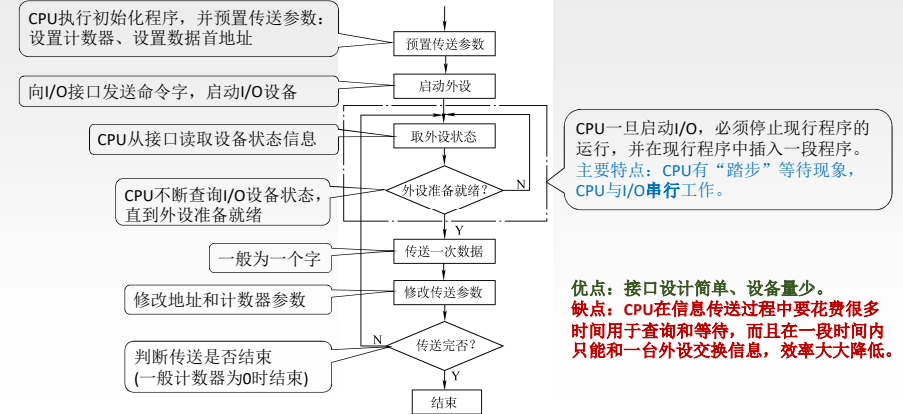 CPU执行初始化程序，并预置传送参数：
设置计数器、设置数据首地址
预置传送参数
向I/O接口发送命令字，启动I/O设备
启动外设
CPU从接口读取设备状态信息
取外设状态
CPU一旦启动I/O，必须停止现行程序的
运行，并在现行程序中插入一段程序。
主要特点：CPU有“踏步”等待现象，
CPU与I/O串行工作。
CPU不断查询I/O设备状态，
直到外设准备就绪
外设准备就绪？
N
Y
一般为一个字
传送一次数据
修改地址和计数器参数
修改传送参数
优点：接口设计简单、设备量少。
缺点：CPU在信息传送过程中要花费很多
时间用于查询和等待，而且在一段时间内
只能和一台外设交换信息，效率大大降低。
判断传送是否结束
(一般计数器为0时结束)
N
传送完否？
Y
结束